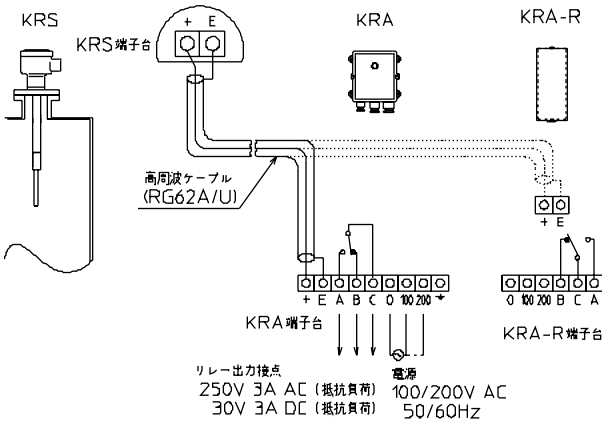 KRS
+ E
KRS端子台
KRA
KRA-R
高周波ケーブル
(RG62A/U)
+ E
+ E A B C 0 100 200 ⏚
0 100 200 B C A
KRA端子台
KRA-R端子台
リレー出力接点
250V 3A AC (抵抗負荷)
30V 3A DC (抵抗負荷)
電源
100/200V AC
50/60Hz